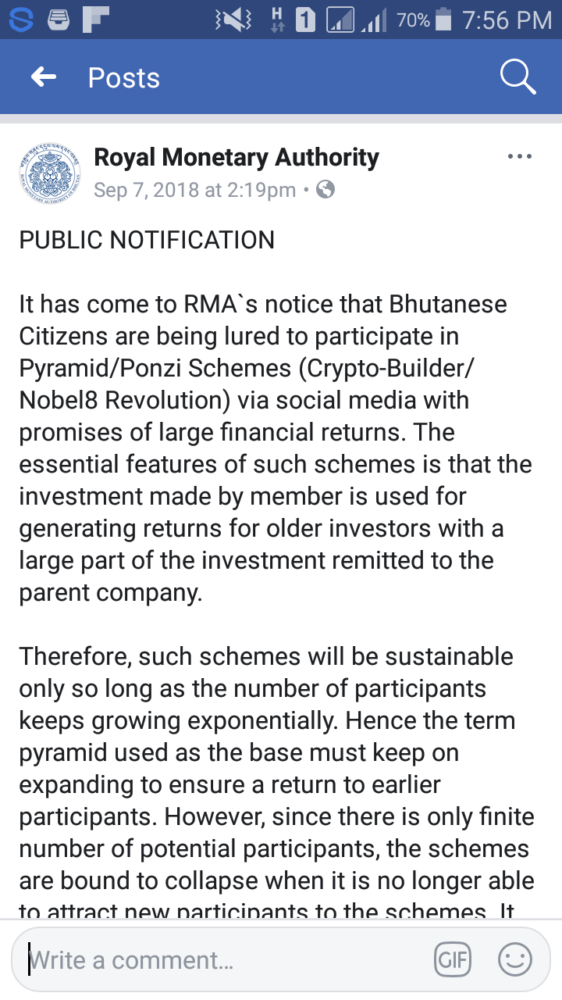 H
1
70%
7:56 PM
Posts
Royal Monetary Authority
Sep 7, 2018 at 2:19pm •
PUBLIC NOTIFICATION
It has come to RMA`s notice that Bhutanese
Citizens are being lured to participate in
Pyramid/Ponzi Schemes (Crypto-Builder/
Nobel8 Revolution) via social media with
promises of large financial returns. The
essential features of such schemes is that the
investment made by member is used for
generating returns for older investors with a
large part of the investment remitted to the
parent company.
Therefore, such schemes will be sustainable
only so long as the number of participants
keeps growing exponentially. Hence the term
pyramid used as the base must keep on
expanding to ensure a return to earlier
participants. However, since there is only finite
number of potential participants, the schemes
are bound to collapse when it is no longer able
to attract new participants to the schemes. It
Write a comment...
GIF